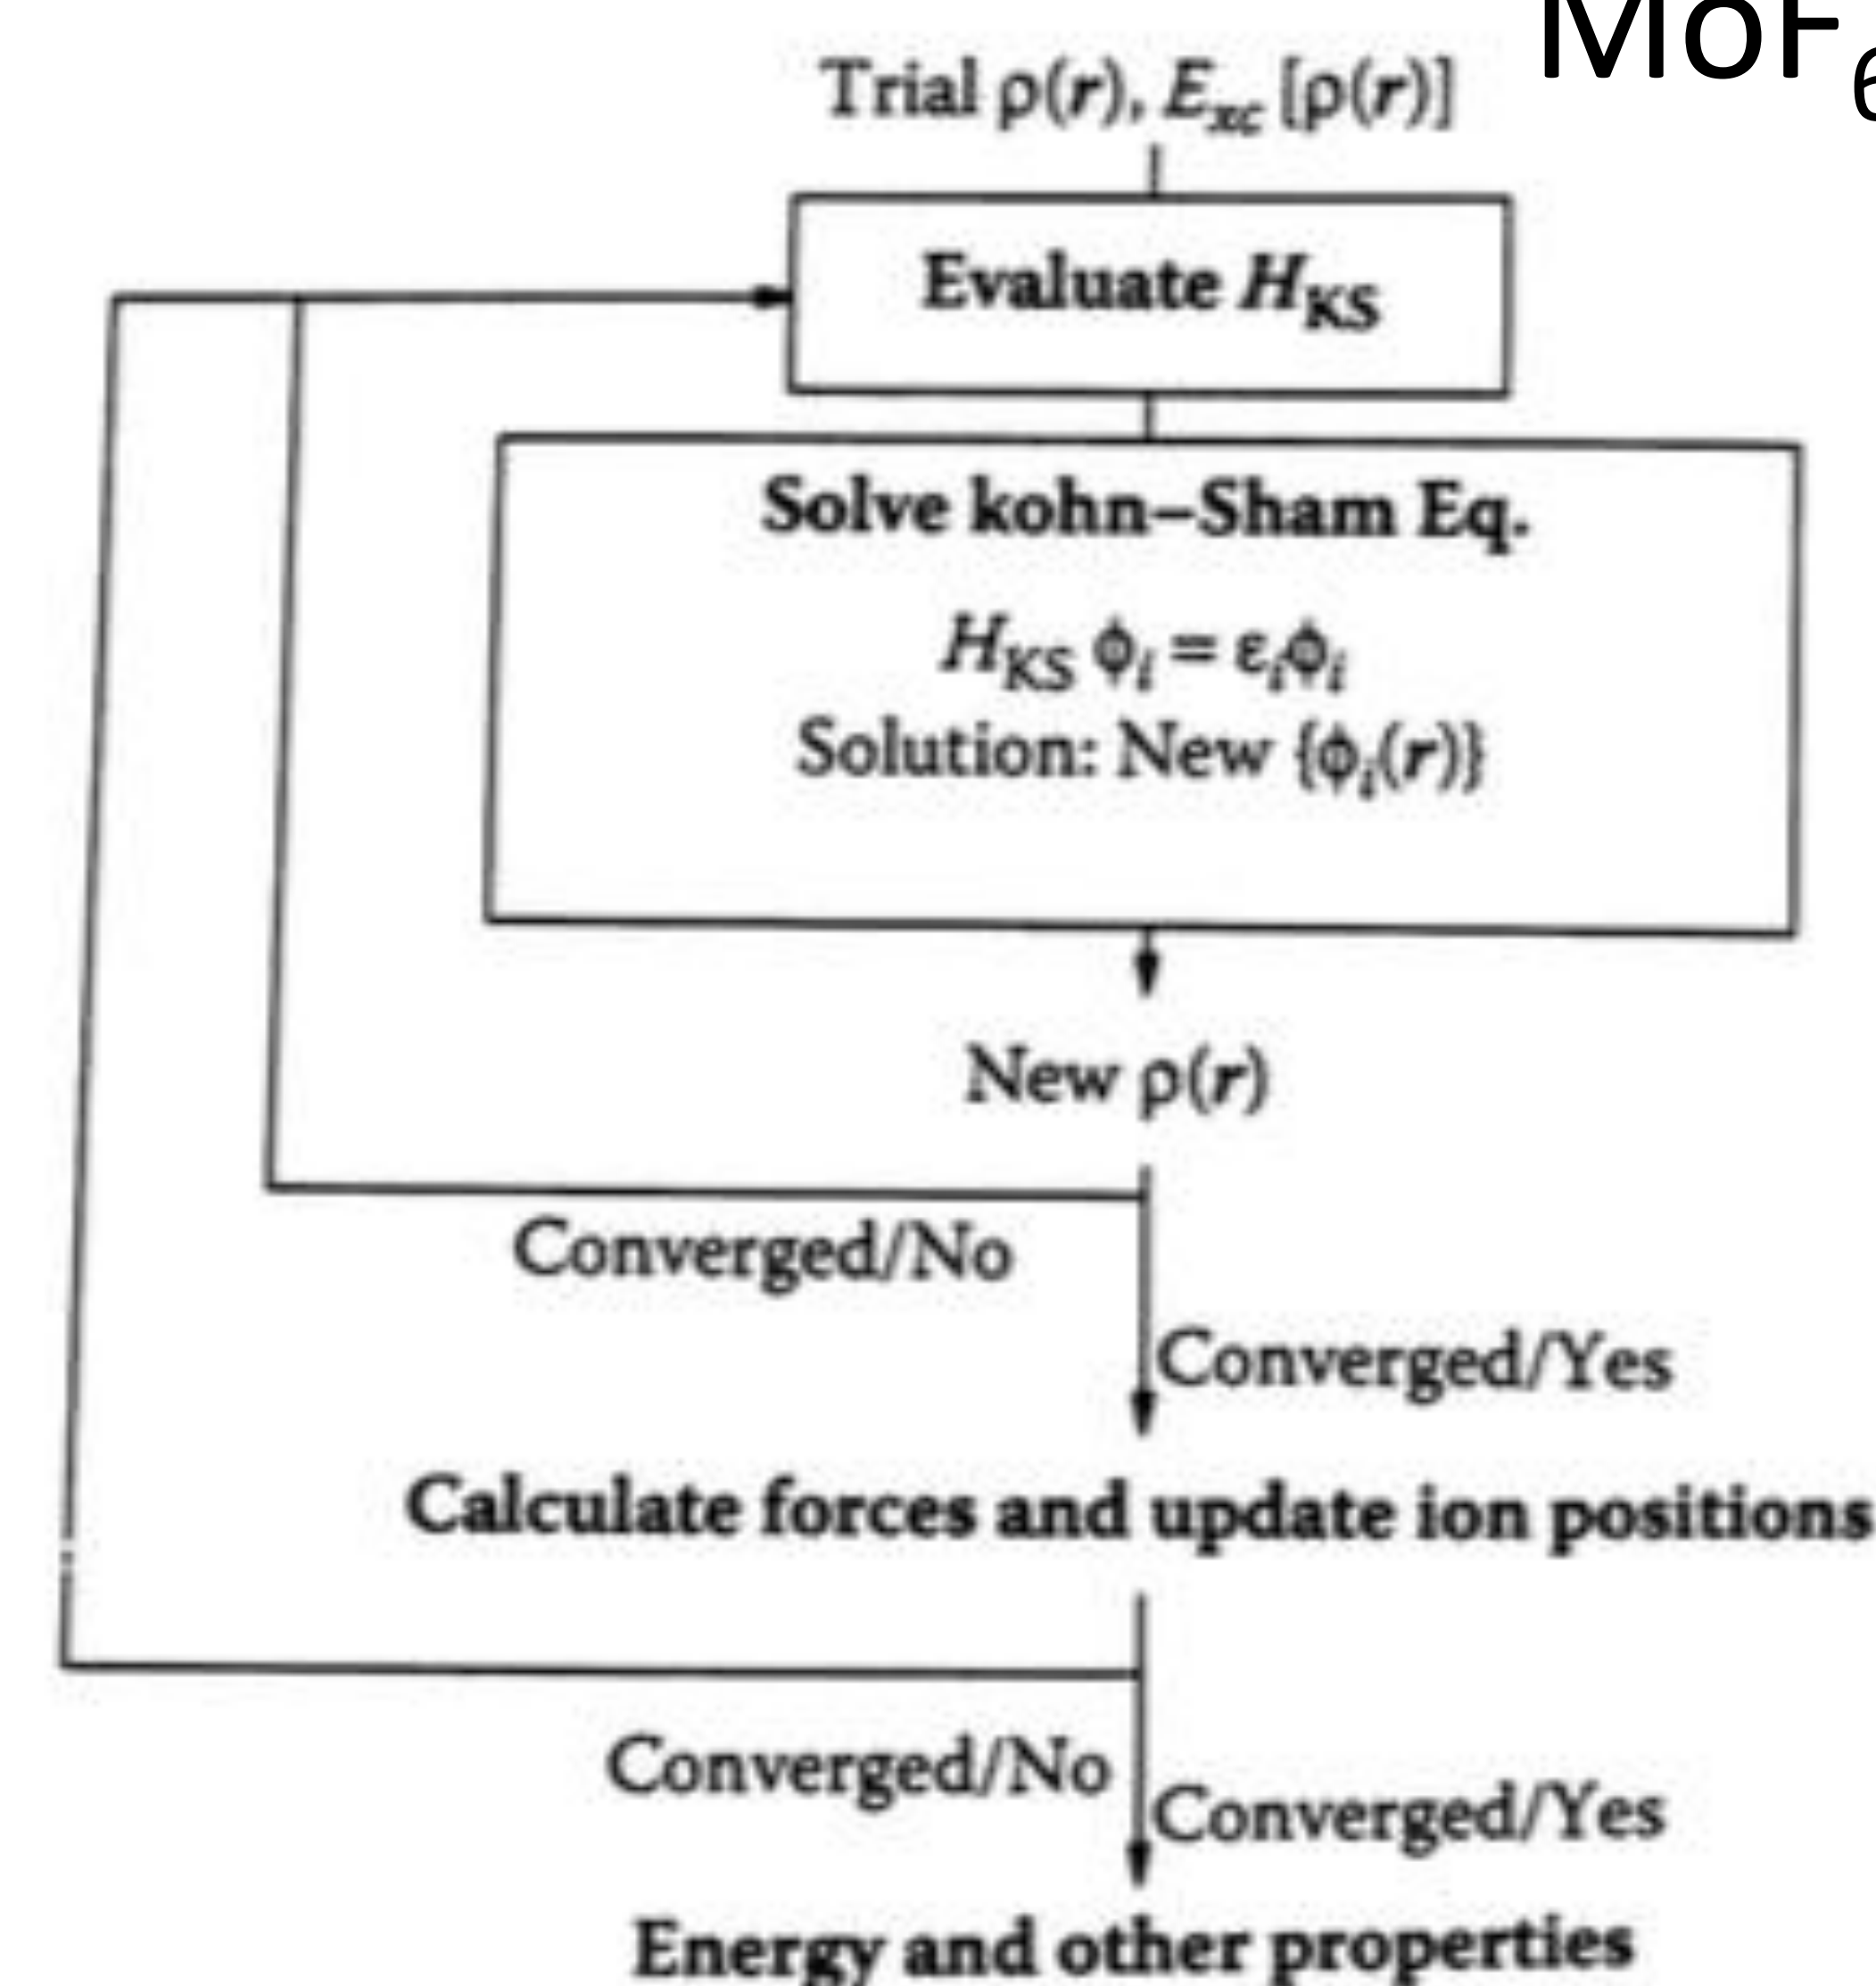 MoF₆
Trial ρ(r), Exc [ρ(r)]
Evaluate HKS
Solve kohn–Sham Eq.
HKS ϕi = εiϕi
Solution: New {ϕi(r)}
New ρ(r)
Converged/No
Converged/Yes
Calculate forces and update ion positions
Converged/No
Converged/Yes
Energy and other properties